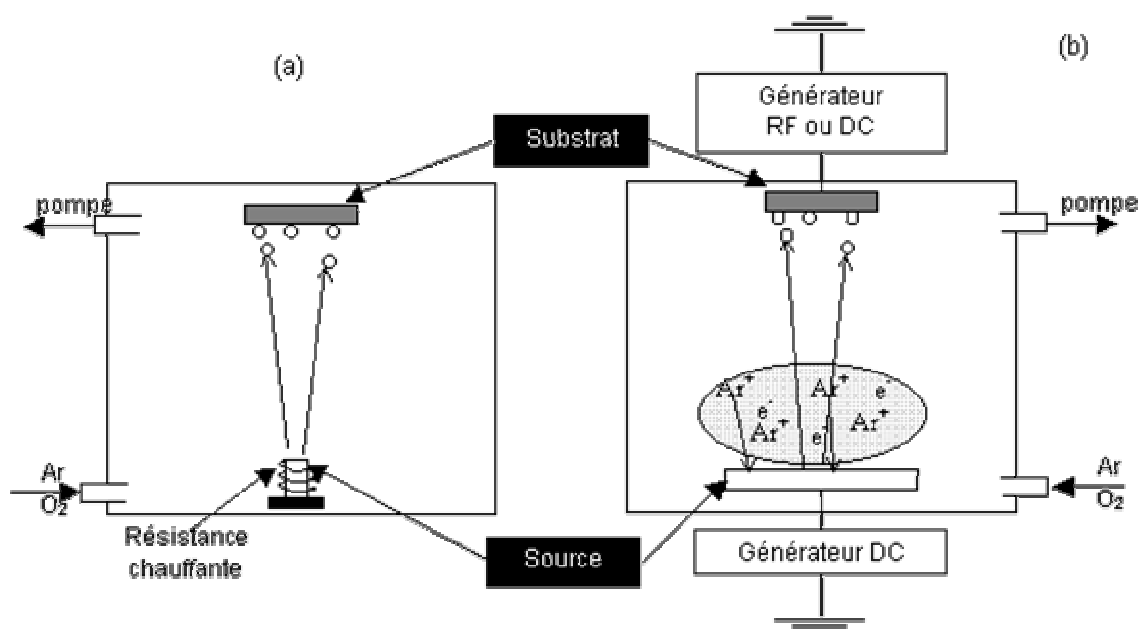 (a)
(b)
Générateur
RF ou DC
Substrat
pompe
pompe
Ar⁺
Ar⁺
e⁻
e⁻
Ar⁺
Ar⁺
e⁻
Ar
O₂
Ar
O₂
Résistance
chauffante
Source
Générateur DC